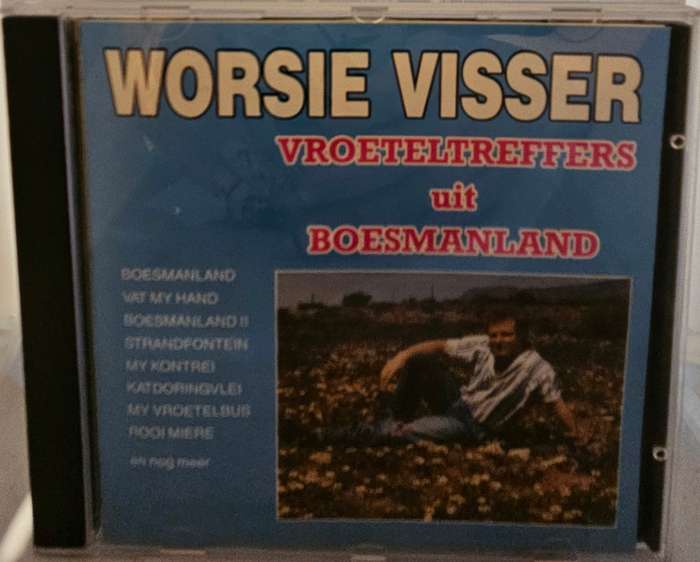 WORSIE VISSER
VROETELTREFFERS
uit
BOESMANLAND
BOESMANLAND
VAT MY HAND
BOESMANLAND II
STRANDFONTEIN
MY KONTREI
KATDORINGVLEI
MY VROETELBUS
ROOI MIERE
en nog meer